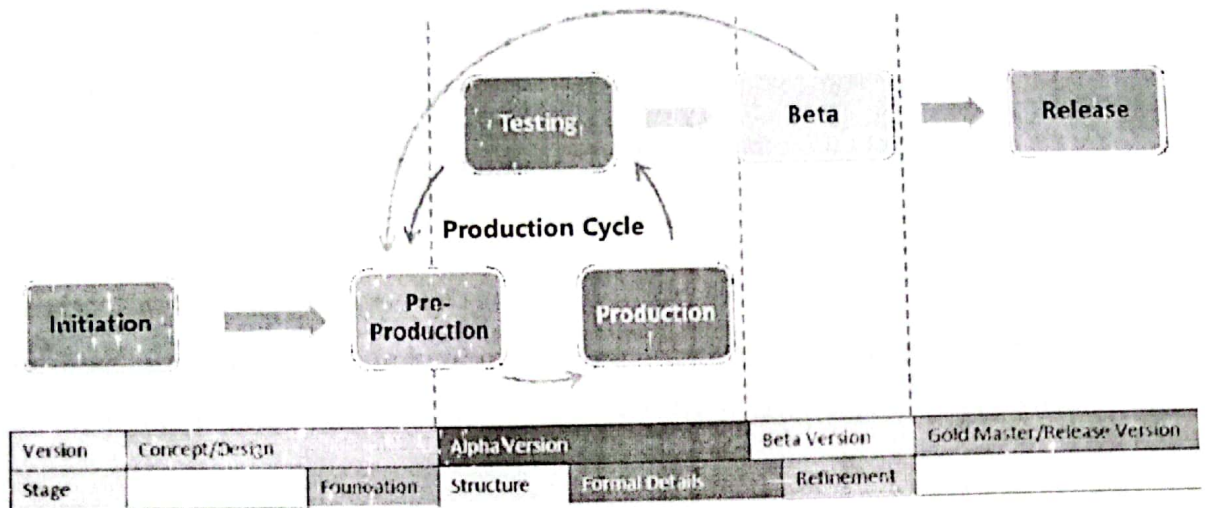 Testing
Beta
Release
Production Cycle
Initiation
Pre-
Production
Production
Version Concept/Design Alpha Version Beta Version Gold Master/Release Version
Stage Foundation Structure Formal Details Refinement